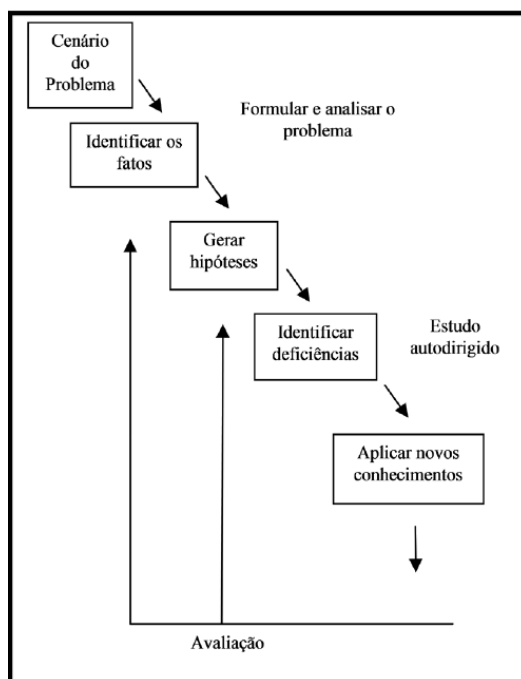 Cenário
do
Problema
Formular e analisar o
problema
Identificar os
fatos
Gerar
hipóteses
Identificar
deficiências
Estudo
autodirigido
Aplicar novos
conhecimentos
Avaliação